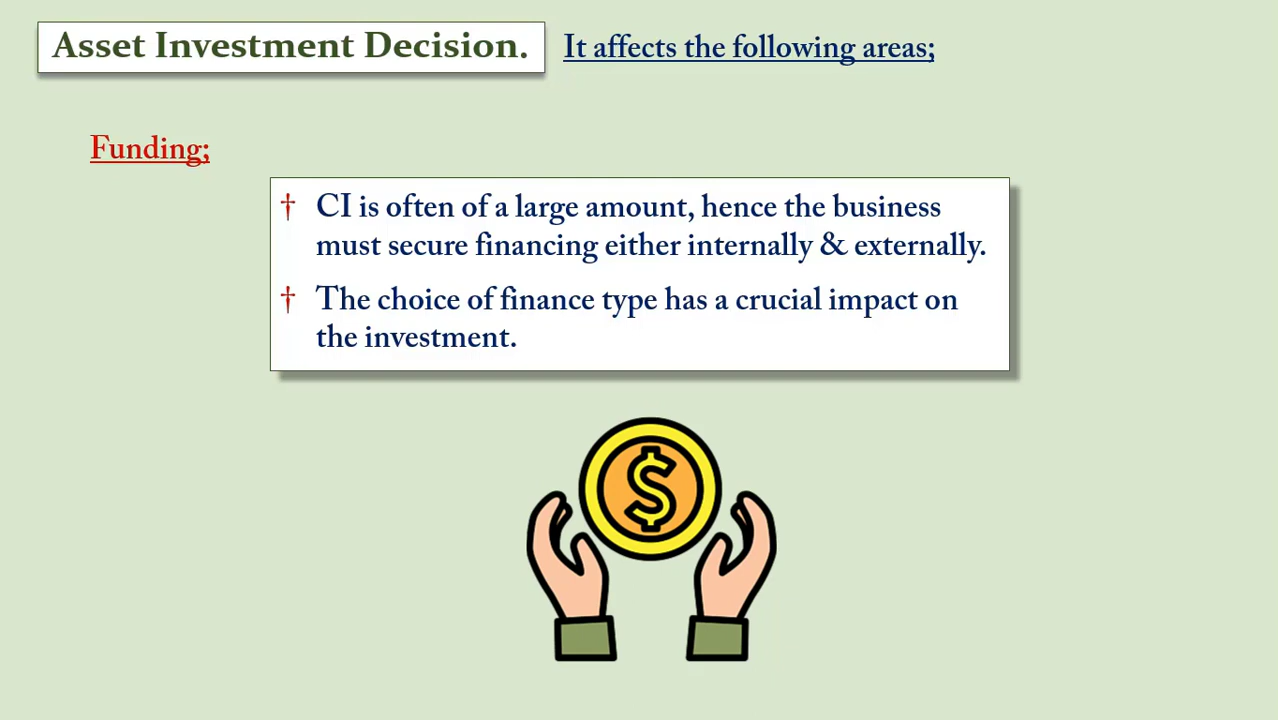 Asset Investment Decision.
It affects the following areas;
Funding;
† CI is often of a large amount, hence the business
must secure financing either internally & externally.
† The choice of finance type has a crucial impact on
the investment.
$